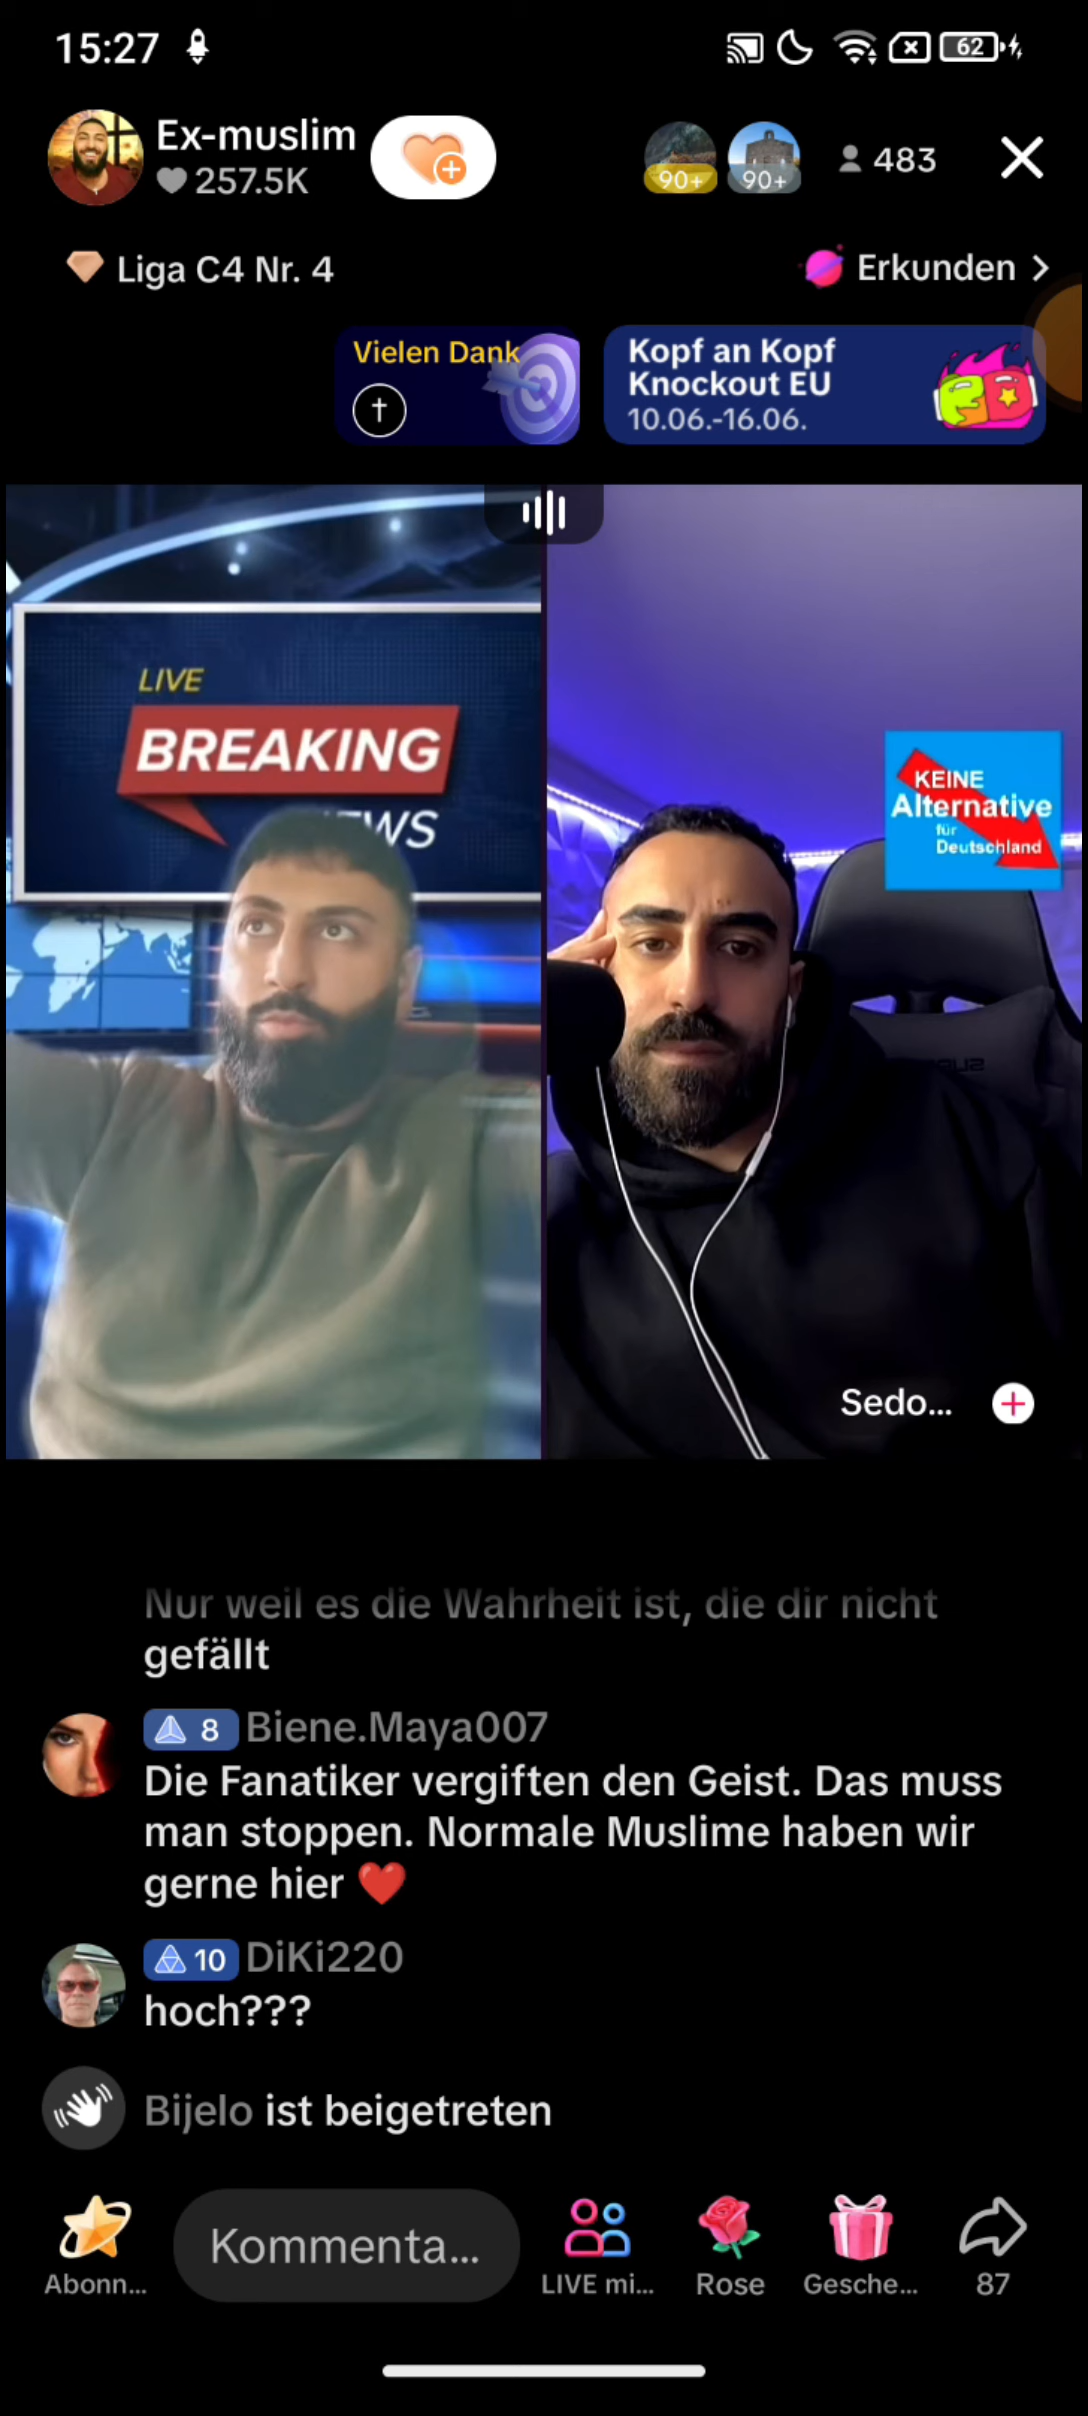 15:27
62
Ex-muslim
257.5K
90+
90+
483
Liga C4 Nr. 4
Erkunden
Vielen Dank
Kopf an Kopf
Knockout EU
10.06.-16.06.
LIVE
BREAKING
KEINE
Alternative
für
Deutschland
Sedo...
Nur weil es die Wahrheit ist, die dir nicht
gefällt
8 Biene.Maya007
Die Fanatiker vergiften den Geist. Das muss
man stoppen. Normale Muslime haben wir
gerne hier ❤️
10 DiKi220
hoch???
Bijelo ist beigetreten
Kommenta...
Abonn...
LIVE mi...
Rose
Gesche...
87